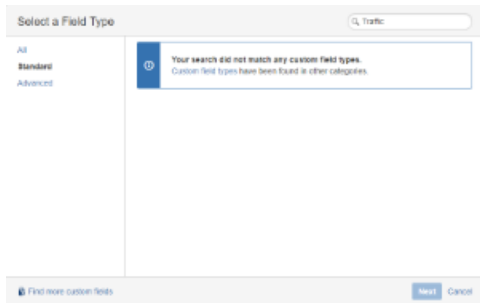 Select a Field Type
Traffic
All
Standard
Advanced
Your search did not match any custom field types.
Custom field types have been found in other categories.
Find more custom fields
Next
Cancel